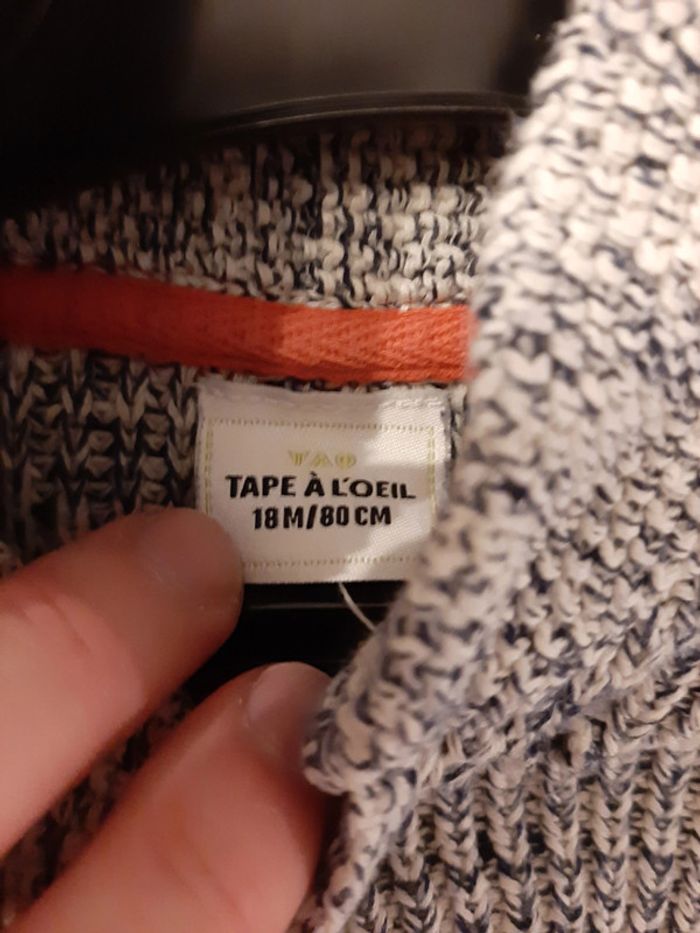 TAO
TAPE À L'OEIL
18M/80CM